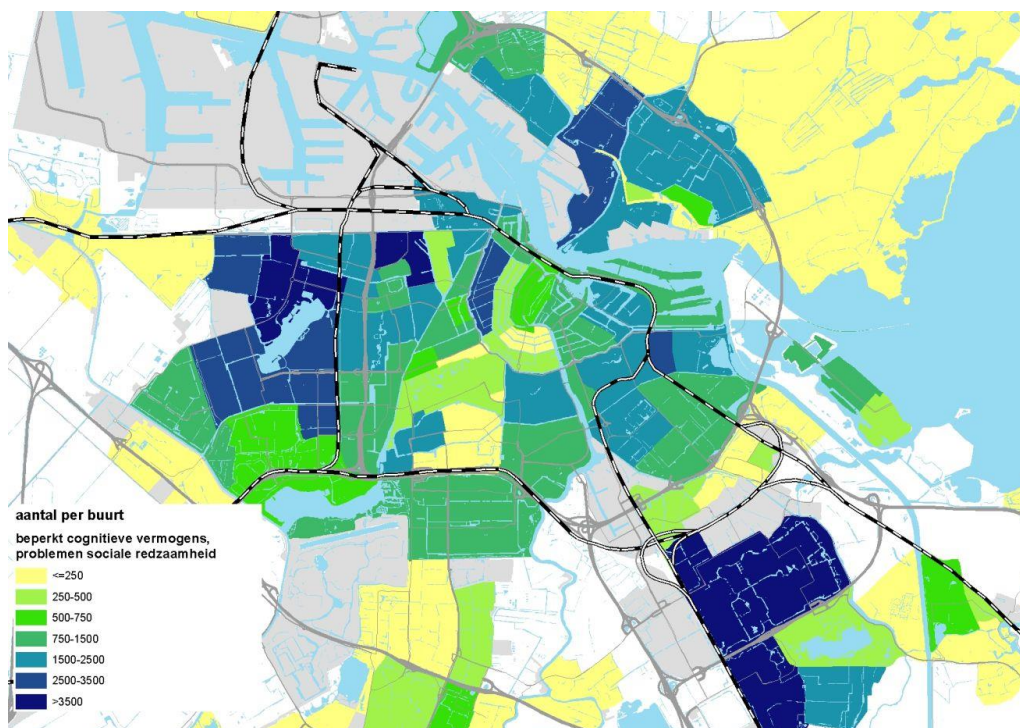 aantal per buurt
beperkt cognitieve vermogens,
problemen sociale redzaamheid
<=250
250-500
500-750
750-1500
1500-2500
2500-3500
>3500